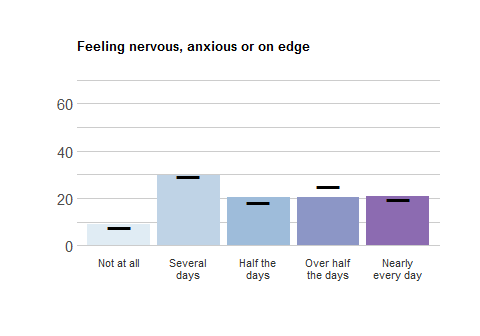 Feeling nervous, anxious or on edge
60
40
20
0
Not at all
Several
days
Half the
days
Over half
the days
Nearly
every day